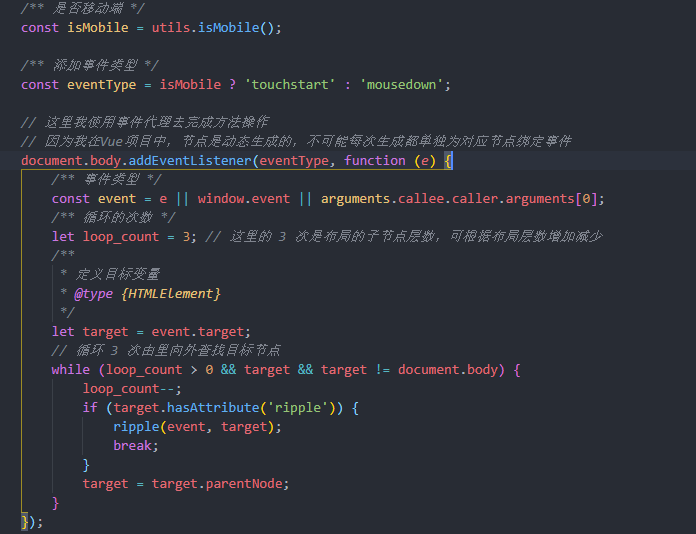 /** 是否移动端 */
const isMobile = utils.isMobile();
/** 添加事件类型 */
const eventType = isMobile ? 'touchstart' : 'mousedown';
// 这里我使用事件代理去完成方法操作
// 因为我在Vue项目中，节点是动态生成的，不可能每次生成都单独为对应节点绑定事件
document.body.addEventListener(eventType, function (e) {
    /** 事件类型 */
    const event = e || window.event || arguments.callee.caller.arguments[0];
    /** 循环的次数 */
    let loop_count = 3; // 这里的 3 次是布局的子节点层数，可根据布局层数增加减少
    /**
     * 定义目标变量
     * @type {HTMLElement}
     */
    let target = event.target;
    // 循环 3 次由里向外查找目标节点
    while (loop_count > 0 && target && target != document.body) {
        loop_count--;
        if (target.hasAttribute('ripple')) {
            ripple(event, target);
            break;
        }
        target = target.parentNode;
    }
});